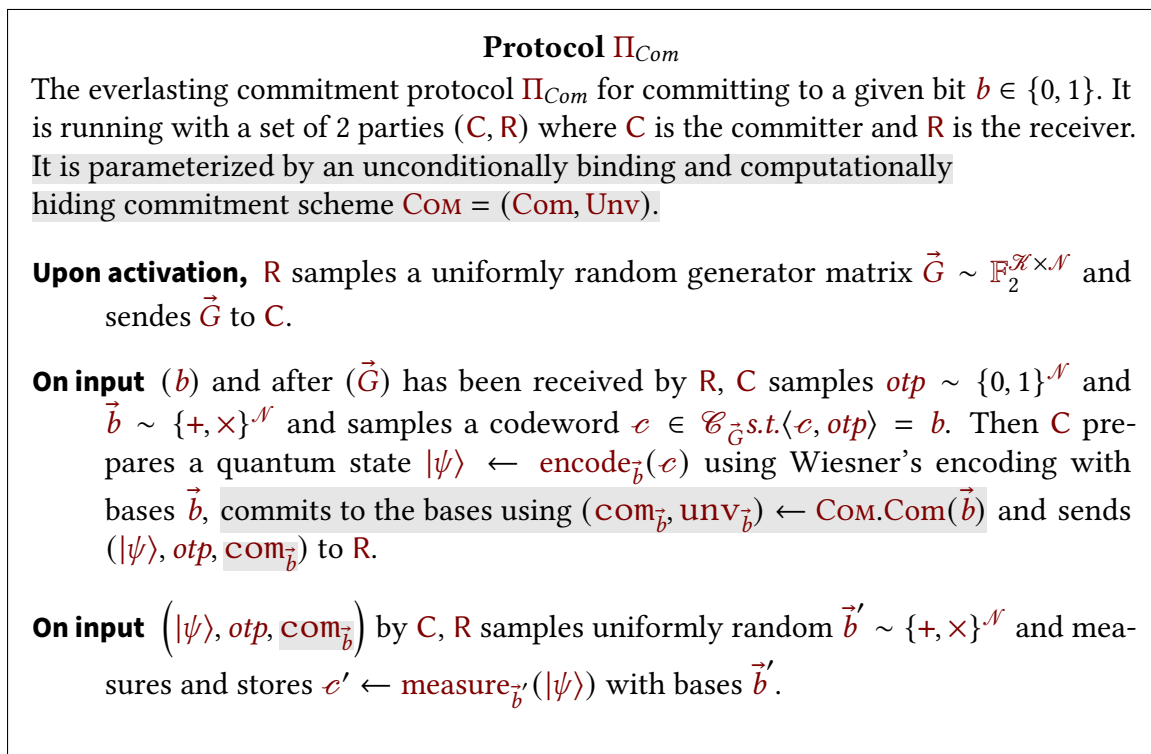 Protocol Π_Com
The everlasting commitment protocol Π_Com for committing to a given bit b ∈ {0, 1}. It
is running with a set of 2 parties (C, R) where C is the committer and R is the receiver.
It is parameterized by an unconditionally binding and computationally
hiding commitment scheme COM = (Com, Unv).
Upon activation, R samples a uniformly random generator matrix G⃗ ∼ 𝔽₂^{𝒦×𝒩} and
sendes G⃗ to C.
On input (b) and after (G⃗) has been received by R, C samples otp ∼ {0, 1}^𝒩 and
b⃗ ∼ {+, ×}^𝒩 and samples a codeword 𝒸 ∈ 𝒞_G⃗ s.t.⟨𝒸, otp⟩ = b. Then C pre-
pares a quantum state |ψ⟩ ← encode_b⃗(𝒸) using Wiesner's encoding with
bases b⃗, commits to the bases using (com_b⃗, unv_b⃗) ← COM.Com(b⃗) and sends
(|ψ⟩, otp, com_b⃗) to R.
On input (|ψ⟩, otp, com_b⃗) by C, R samples uniformly random b⃗′ ∼ {+, ×}^𝒩 and mea-
sures and stores 𝒸′ ← measure_b⃗′(|ψ⟩) with bases b⃗′.